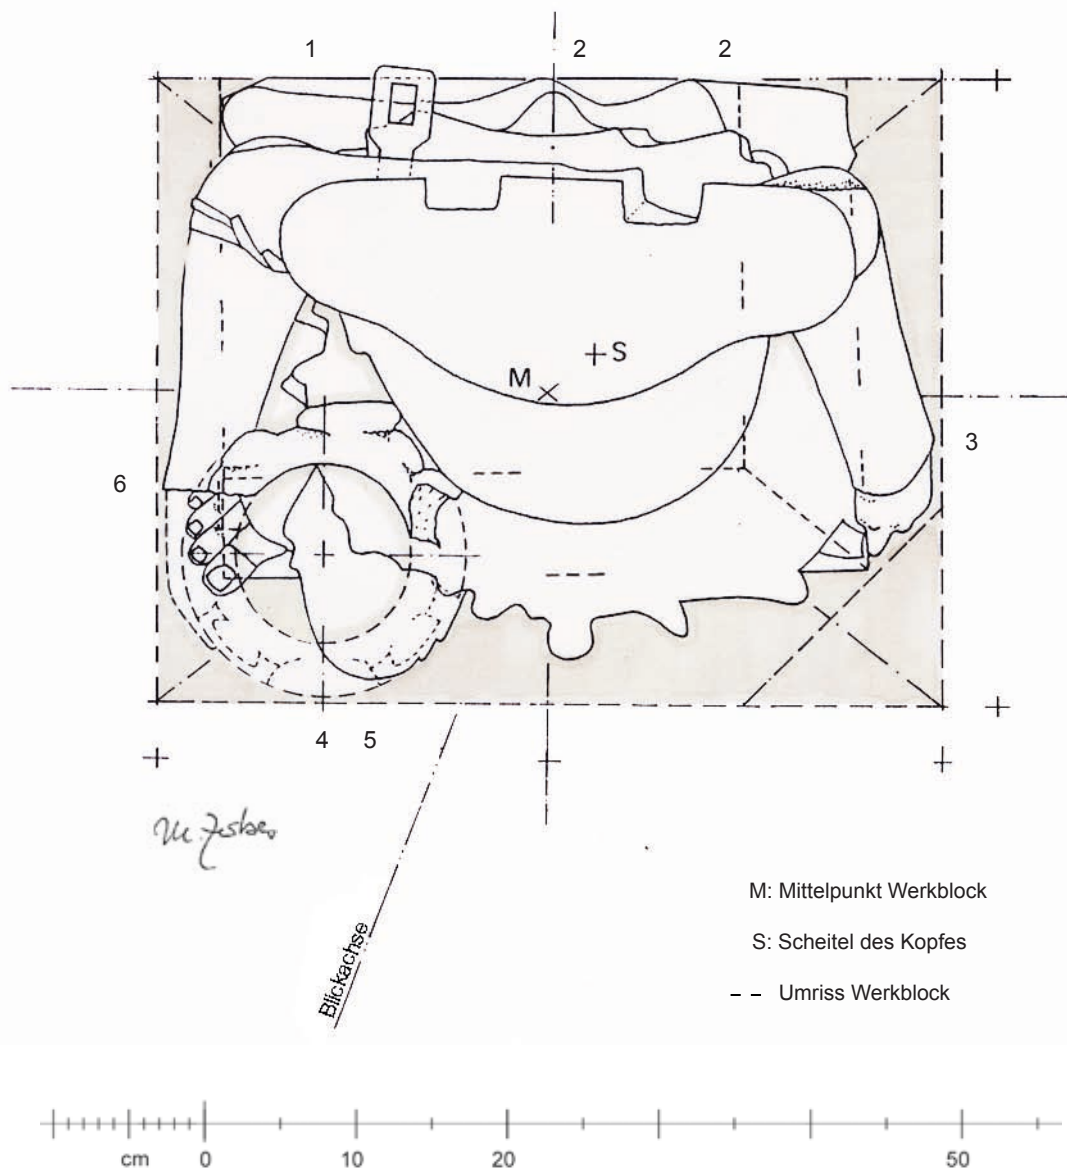 1 2 2
M S
3
6
4 5
Blickachse
M: Mittelpunkt Werkblock
S: Scheitel des Kopfes
Umriss Werkblock
cm 0 10 20 50